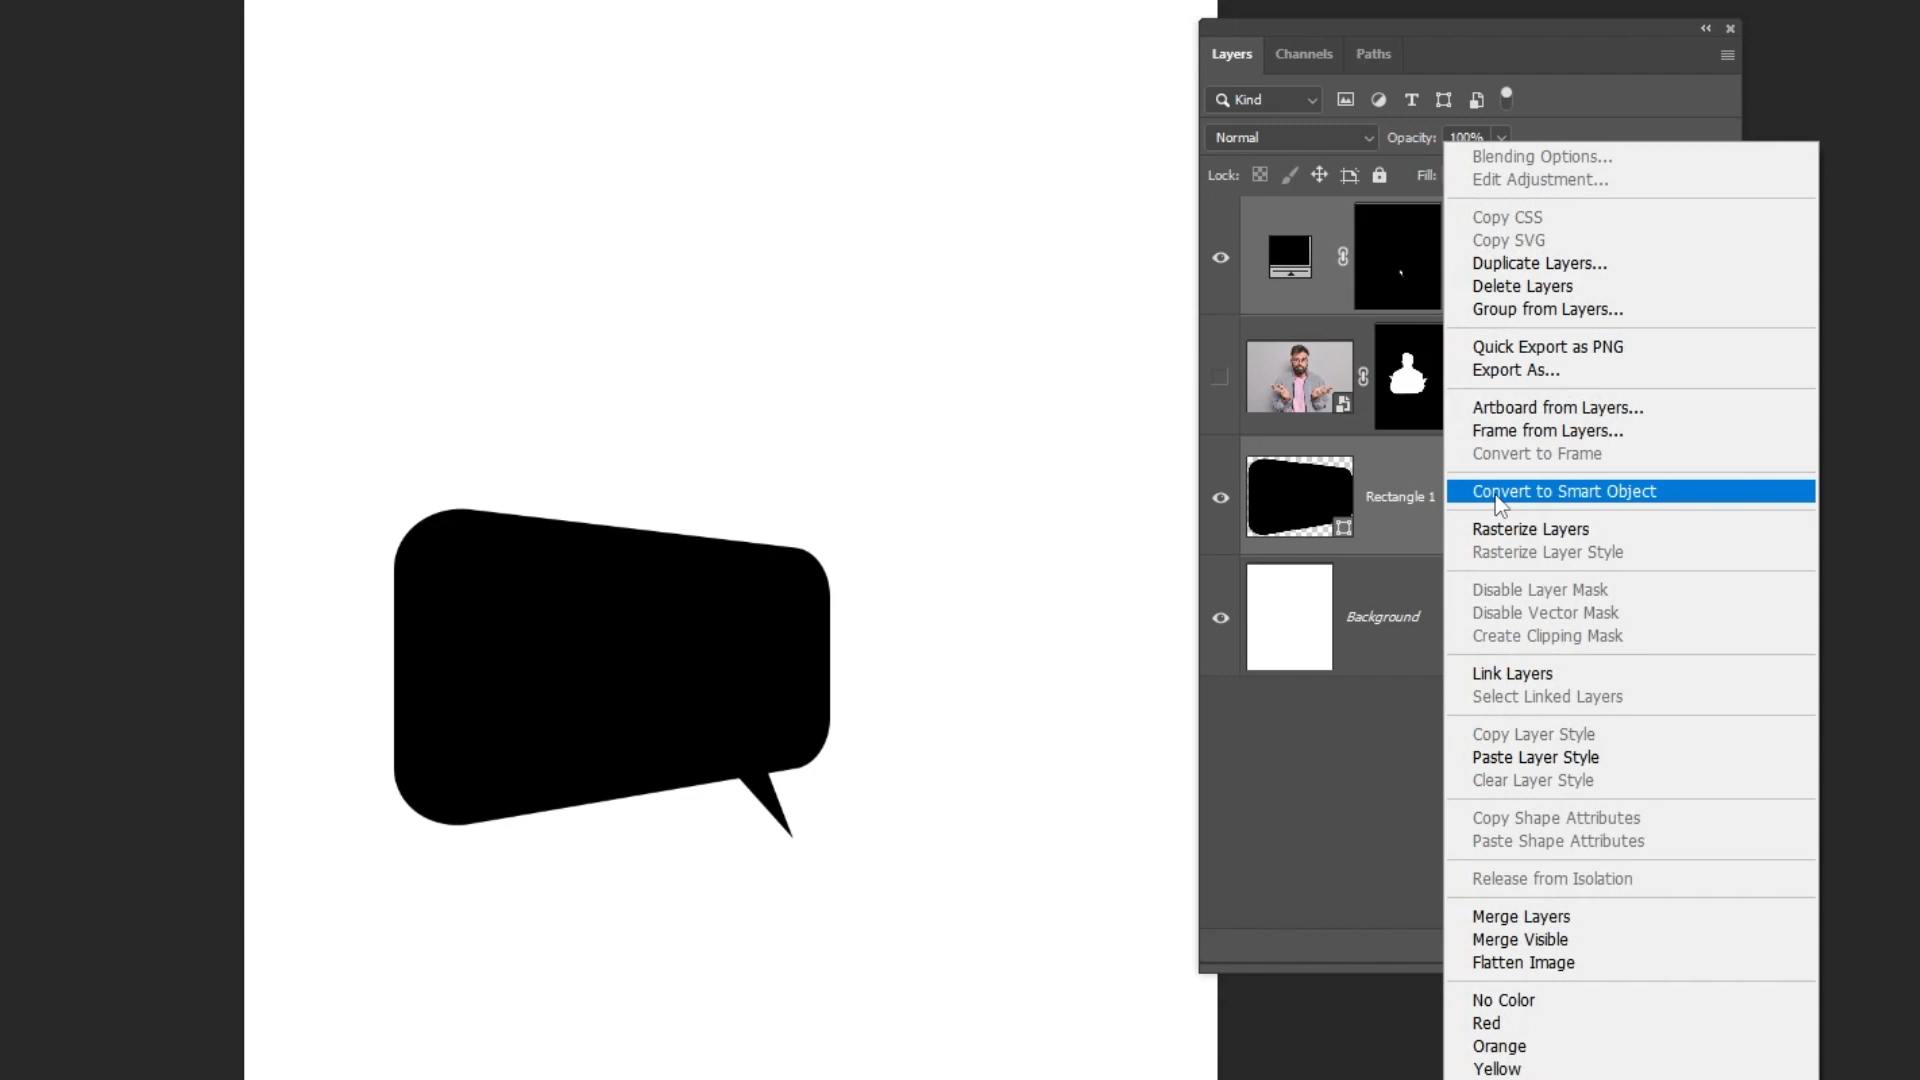 Layers
Channels
Paths
Kind
Normal
Opacity:
100%
Lock:
Fill:
Rectangle 1
Background
Blending Options...
Edit Adjustment...
Copy CSS
Copy SVG
Duplicate Layers...
Delete Layers
Group from Layers...
Quick Export as PNG
Export As...
Artboard from Layers...
Frame from Layers...
Convert to Frame
Convert to Smart Object
Rasterize Layers
Rasterize Layer Style
Disable Layer Mask
Disable Vector Mask
Create Clipping Mask
Link Layers
Select Linked Layers
Copy Layer Style
Paste Layer Style
Clear Layer Style
Copy Shape Attributes
Paste Shape Attributes
Release from Isolation
Merge Layers
Merge Visible
Flatten Image
No Color
Red
Orange
Yellow